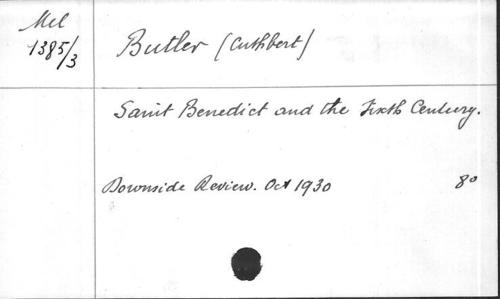 Mel
1385/3
Butler (Cuthbert)
Saint Benedict and the Sixth Century.
Downside Review. Oct 1930 8°